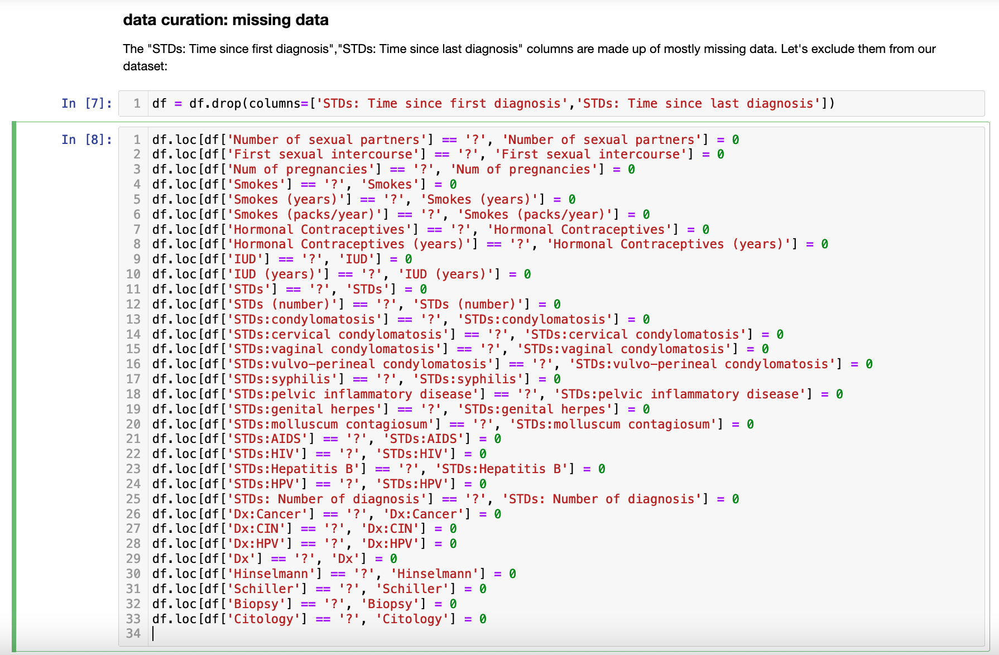 data curation: missing data
The "STDs: Time since first diagnosis","STDs: Time since last diagnosis" columns are made up of mostly missing data. Let's exclude them from our
dataset:
In [7]: 1 df = df.drop(columns=['STDs: Time since first diagnosis','STDs: Time since last diagnosis'])
In [8]: 1 df.loc[df['Number of sexual partners'] == '?', 'Number of sexual partners'] = 0
2 df.loc[df['First sexual intercourse'] == '?', 'First sexual intercourse'] = 0
3 df.loc[df['Num of pregnancies'] == '?', 'Num of pregnancies'] = 0
4 df.loc[df['Smokes'] == '?', 'Smokes'] = 0
5 df.loc[df['Smokes (years)'] == '?', 'Smokes (years)'] = 0
6 df.loc[df['Smokes (packs/year)'] == '?', 'Smokes (packs/year)'] = 0
7 df.loc[df['Hormonal Contraceptives'] == '?', 'Hormonal Contraceptives'] = 0
8 df.loc[df['Hormonal Contraceptives (years)'] == '?', 'Hormonal Contraceptives (years)'] = 0
9 df.loc[df['IUD'] == '?', 'IUD'] = 0
10 df.loc[df['IUD (years)'] == '?', 'IUD (years)'] = 0
11 df.loc[df['STDs'] == '?', 'STDs'] = 0
12 df.loc[df['STDs (number)'] == '?', 'STDs (number)'] = 0
13 df.loc[df['STDs:condylomatosis'] == '?', 'STDs:condylomatosis'] = 0
14 df.loc[df['STDs:cervical condylomatosis'] == '?', 'STDs:cervical condylomatosis'] = 0
15 df.loc[df['STDs:vaginal condylomatosis'] == '?', 'STDs:vaginal condylomatosis'] = 0
16 df.loc[df['STDs:vulvo-perineal condylomatosis'] == '?', 'STDs:vulvo-perineal condylomatosis'] = 0
17 df.loc[df['STDs:syphilis'] == '?', 'STDs:syphilis'] = 0
18 df.loc[df['STDs:pelvic inflammatory disease'] == '?', 'STDs:pelvic inflammatory disease'] = 0
19 df.loc[df['STDs:genital herpes'] == '?', 'STDs:genital herpes'] = 0
20 df.loc[df['STDs:molluscum contagiosum'] == '?', 'STDs:molluscum contagiosum'] = 0
21 df.loc[df['STDs:AIDS'] == '?', 'STDs:AIDS'] = 0
22 df.loc[df['STDs:HIV'] == '?', 'STDs:HIV'] = 0
23 df.loc[df['STDs:Hepatitis B'] == '?', 'STDs:Hepatitis B'] = 0
24 df.loc[df['STDs:HPV'] == '?', 'STDs:HPV'] = 0
25 df.loc[df['STDs: Number of diagnosis'] == '?', 'STDs: Number of diagnosis'] = 0
26 df.loc[df['Dx:Cancer'] == '?', 'Dx:Cancer'] = 0
27 df.loc[df['Dx:CIN'] == '?', 'Dx:CIN'] = 0
28 df.loc[df['Dx:HPV'] == '?', 'Dx:HPV'] = 0
29 df.loc[df['Dx'] == '?', 'Dx'] = 0
30 df.loc[df['Hinselmann'] == '?', 'Hinselmann'] = 0
31 df.loc[df['Schiller'] == '?', 'Schiller'] = 0
32 df.loc[df['Biopsy'] == '?', 'Biopsy'] = 0
33 df.loc[df['Citology'] == '?', 'Citology'] = 0
34